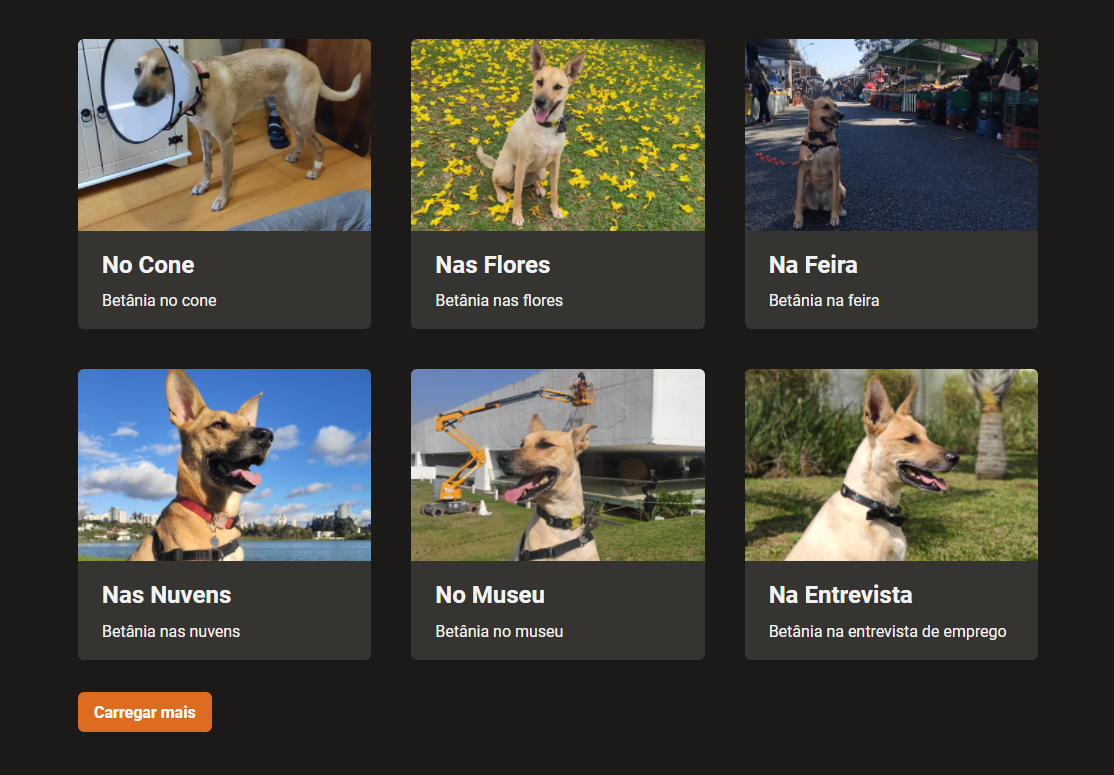 No Cone
Betânia no cone
Nas Flores
Betânia nas flores
Na Feira
Betânia na feira
Nas Nuvens
Betânia nas nuvens
No Museu
Betânia no museu
Na Entrevista
Betânia na entrevista de emprego
Carregar mais